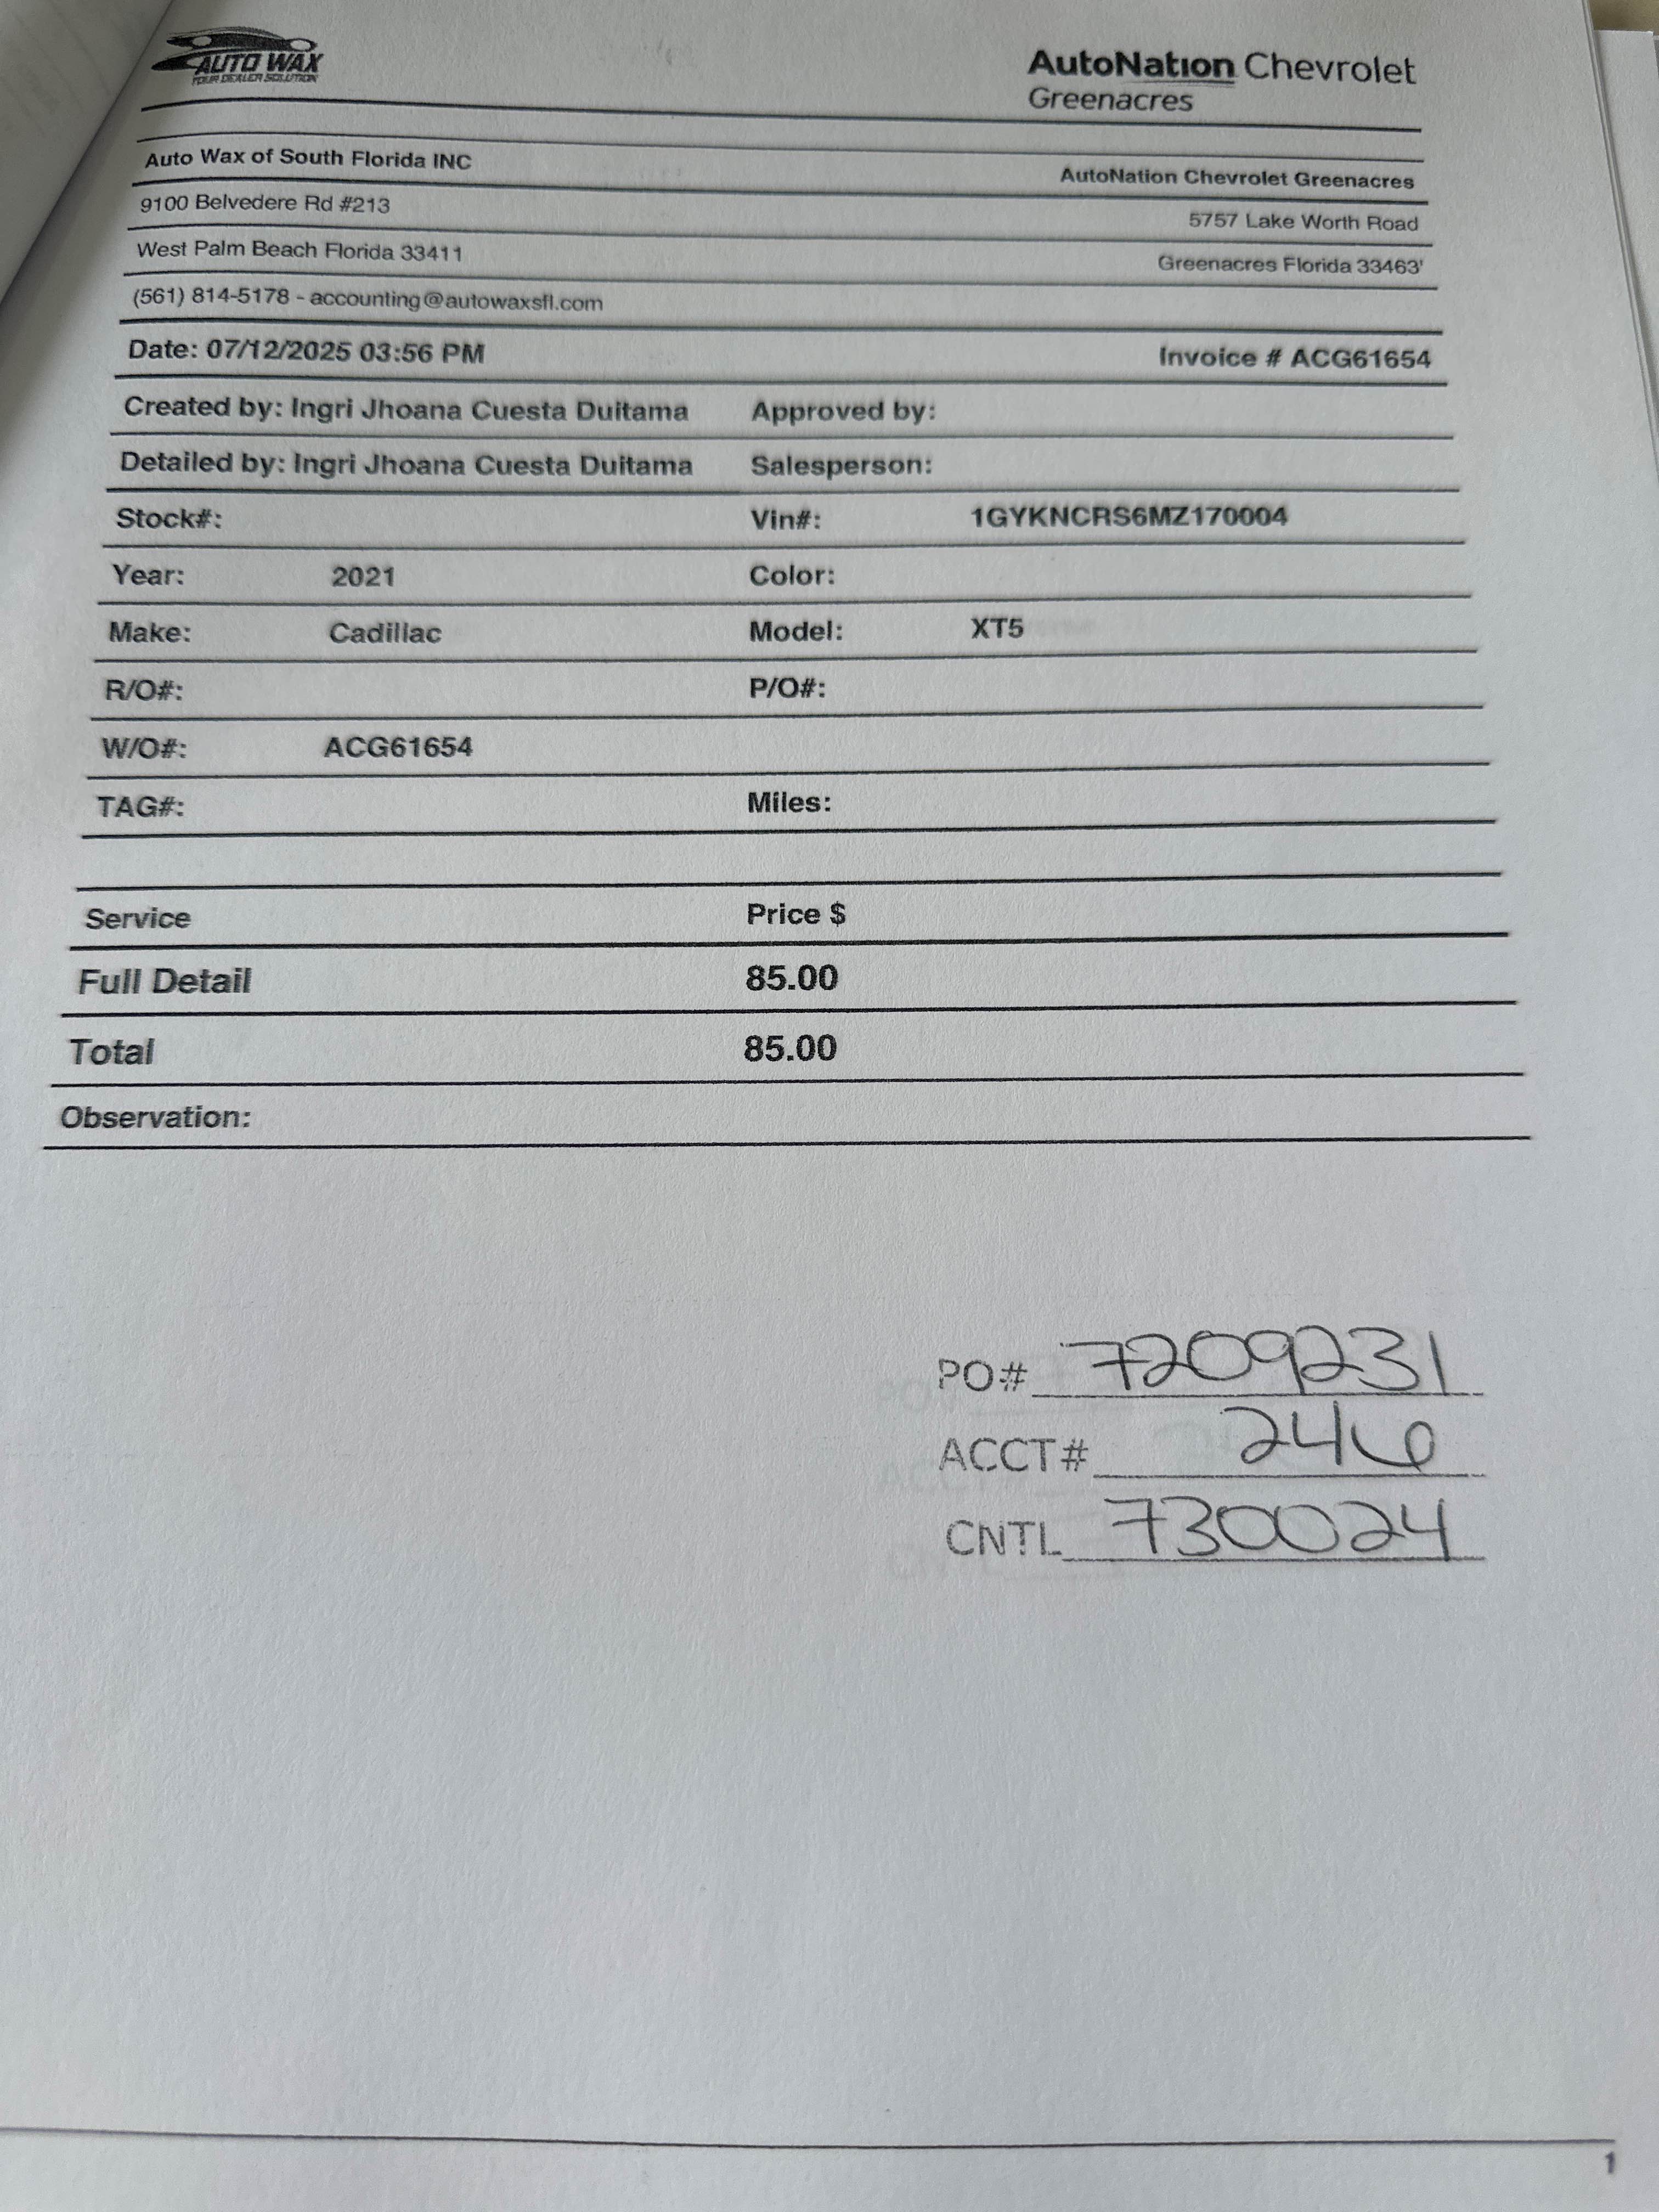 AUTO WAX
YOUR DEALER SOLUTION
AutoNation Chevrolet
Greenacres
Auto Wax of South Florida INC
AutoNation Chevrolet Greenacres
9100 Belvedere Rd #213
5757 Lake Worth Road
West Palm Beach Florida 33411
Greenacres Florida 33463'
(561) 814-5178 - accounting@autowaxsfl.com
Date: 07/12/2025 03:56 PM Invoice # ACG61654
Created by: Ingri Jhoana Cuesta Duitama Approved by:
Detailed by: Ingri Jhoana Cuesta Duitama Salesperson:
Stock#: Vin#: 1GYKNCRS6MZ170004
Year: 2021 Color:
Make: Cadillac Model: XT5
R/O#: P/O#:
W/O#: ACG61654
TAG#: Miles:
Service Price $
Full Detail 85.00
Total 85.00
Observation:
PO# 7209231
ACCT# 246
CNTL 730024
1